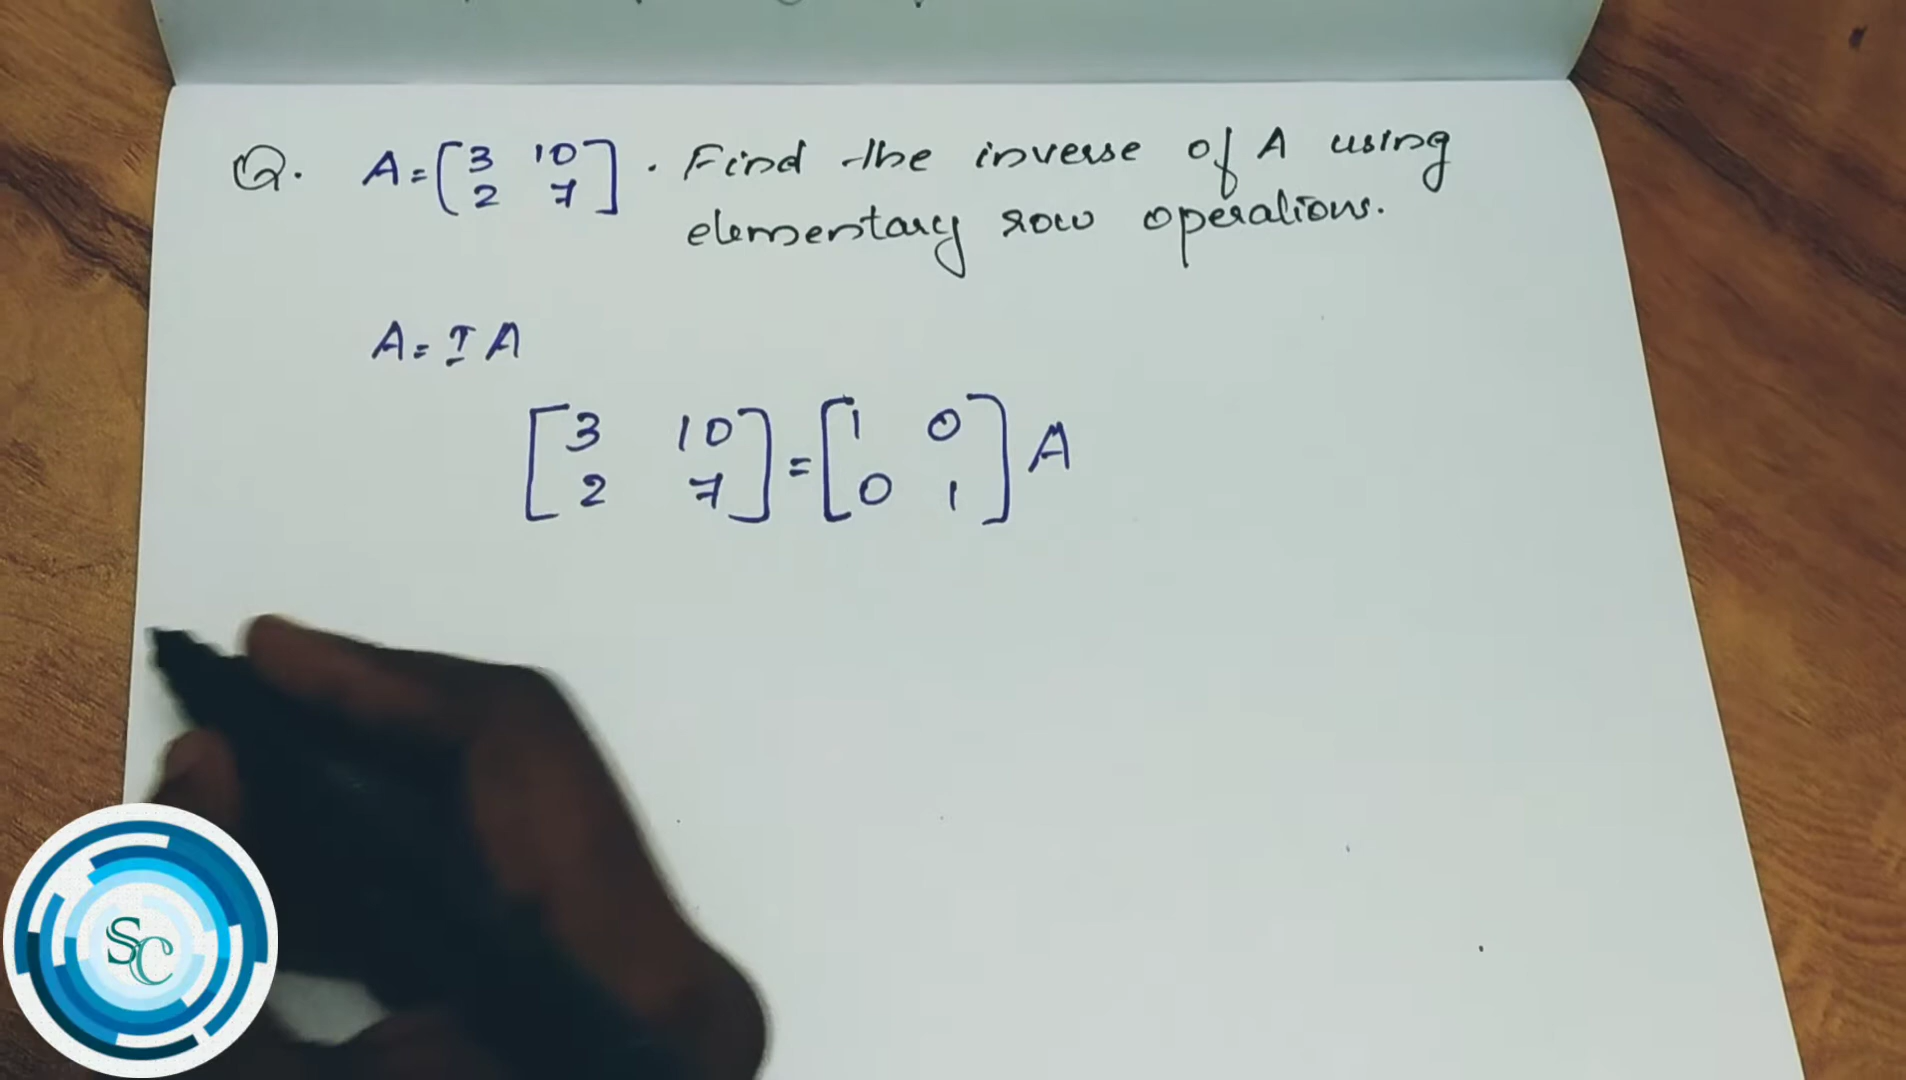 Q. A = [3 10] . Find the inverse of A using
[2 7] elementary row operations.
A = I A
[3 10] = [1 0] A
[2 7] [0 1]
SC